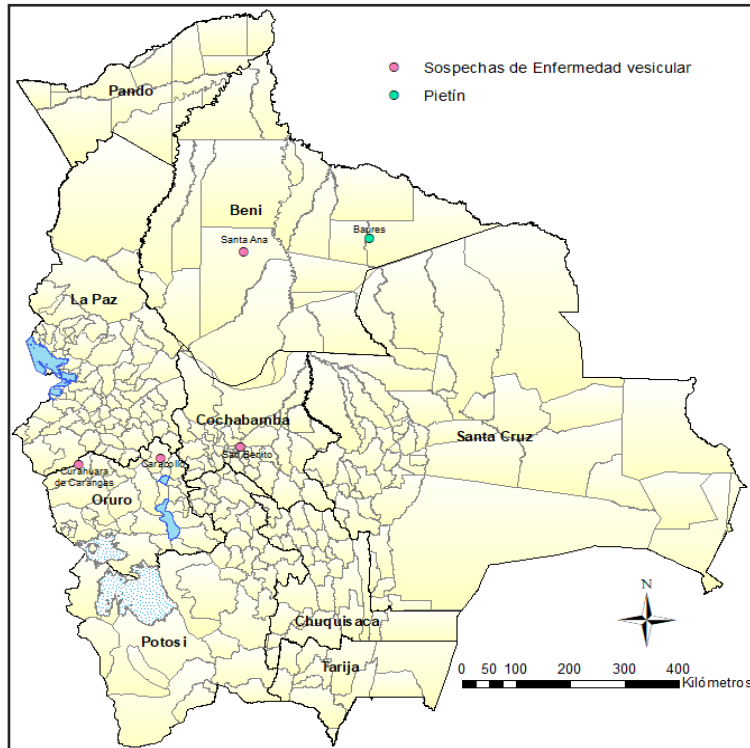 Sospechas de Enfermedad vesicular
Pietín
Pando
Beni
Baures
Santa Ana
La Paz
Cochabamba
San Benito
Santa Cruz
Caracollo
Curahuara
de Carangas
Oruro
Chuquisaca
Potosi
Tarija
N
0 50 100 200 300 400
Kilómetros